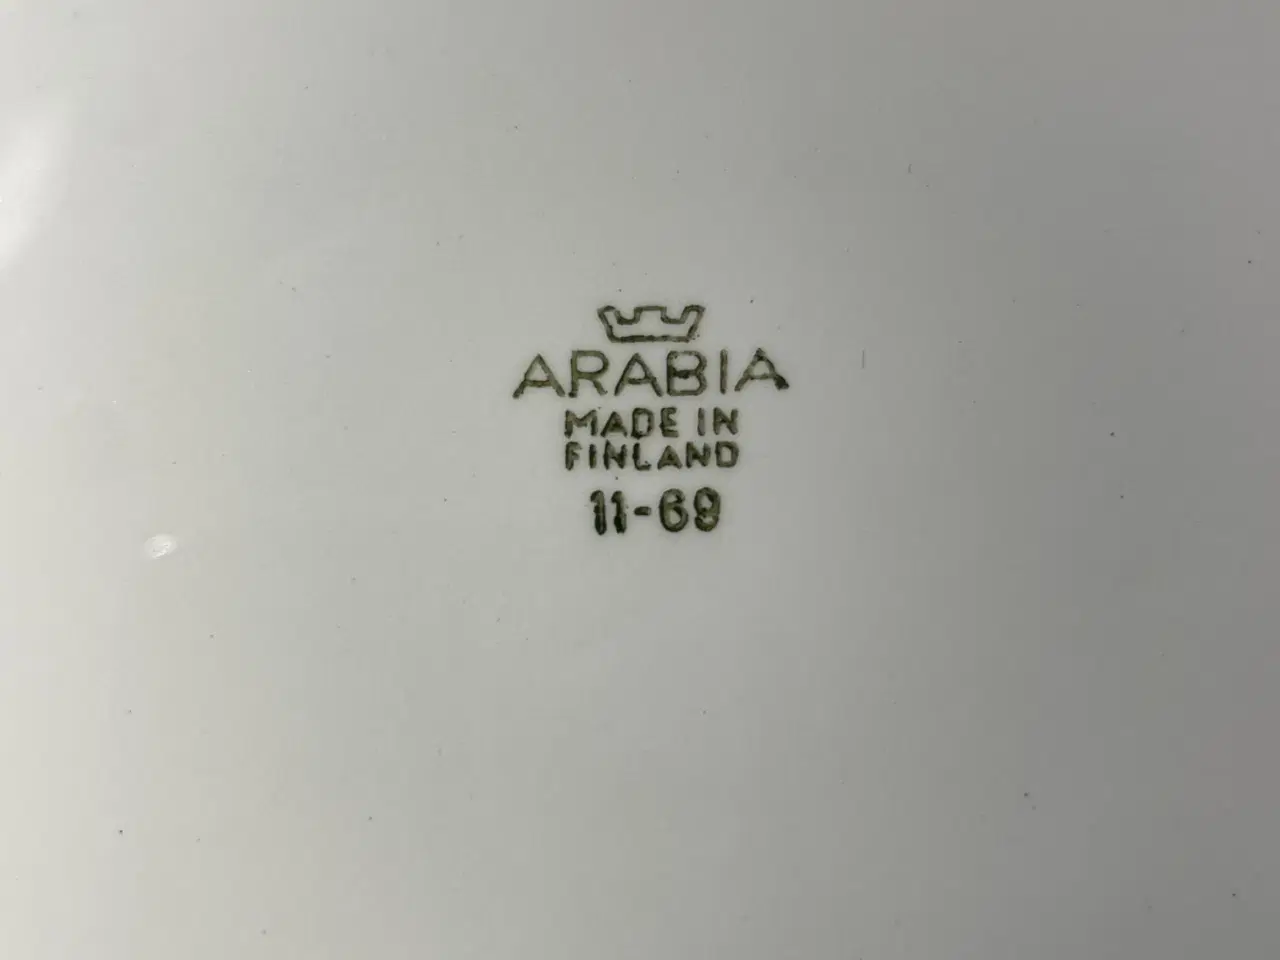 ARABIA
MADE IN
FINLAND
11-69